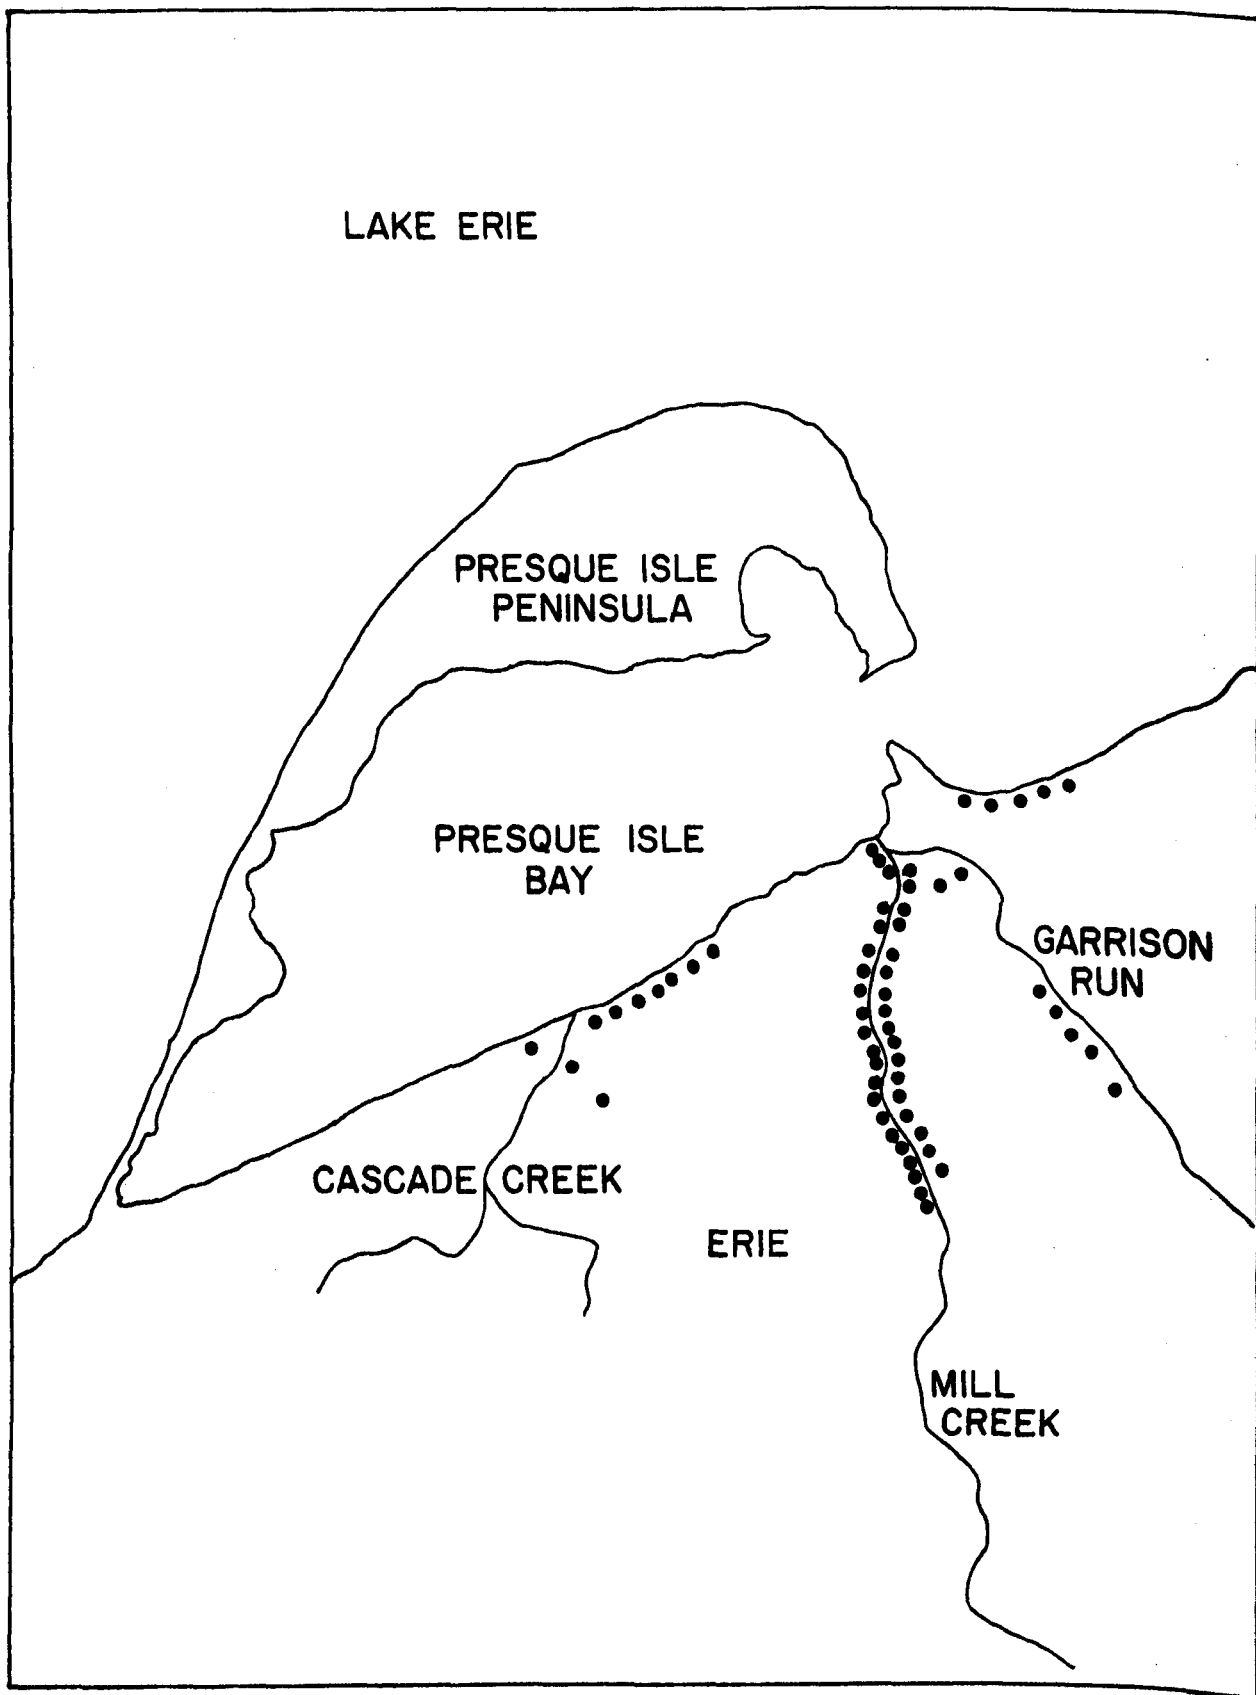 LAKE ERIE
PRESQUE ISLE
PENINSULA
PRESQUE ISLE
BAY
GARRISON
RUN
CASCADE CREEK
ERIE
MILL
CREEK